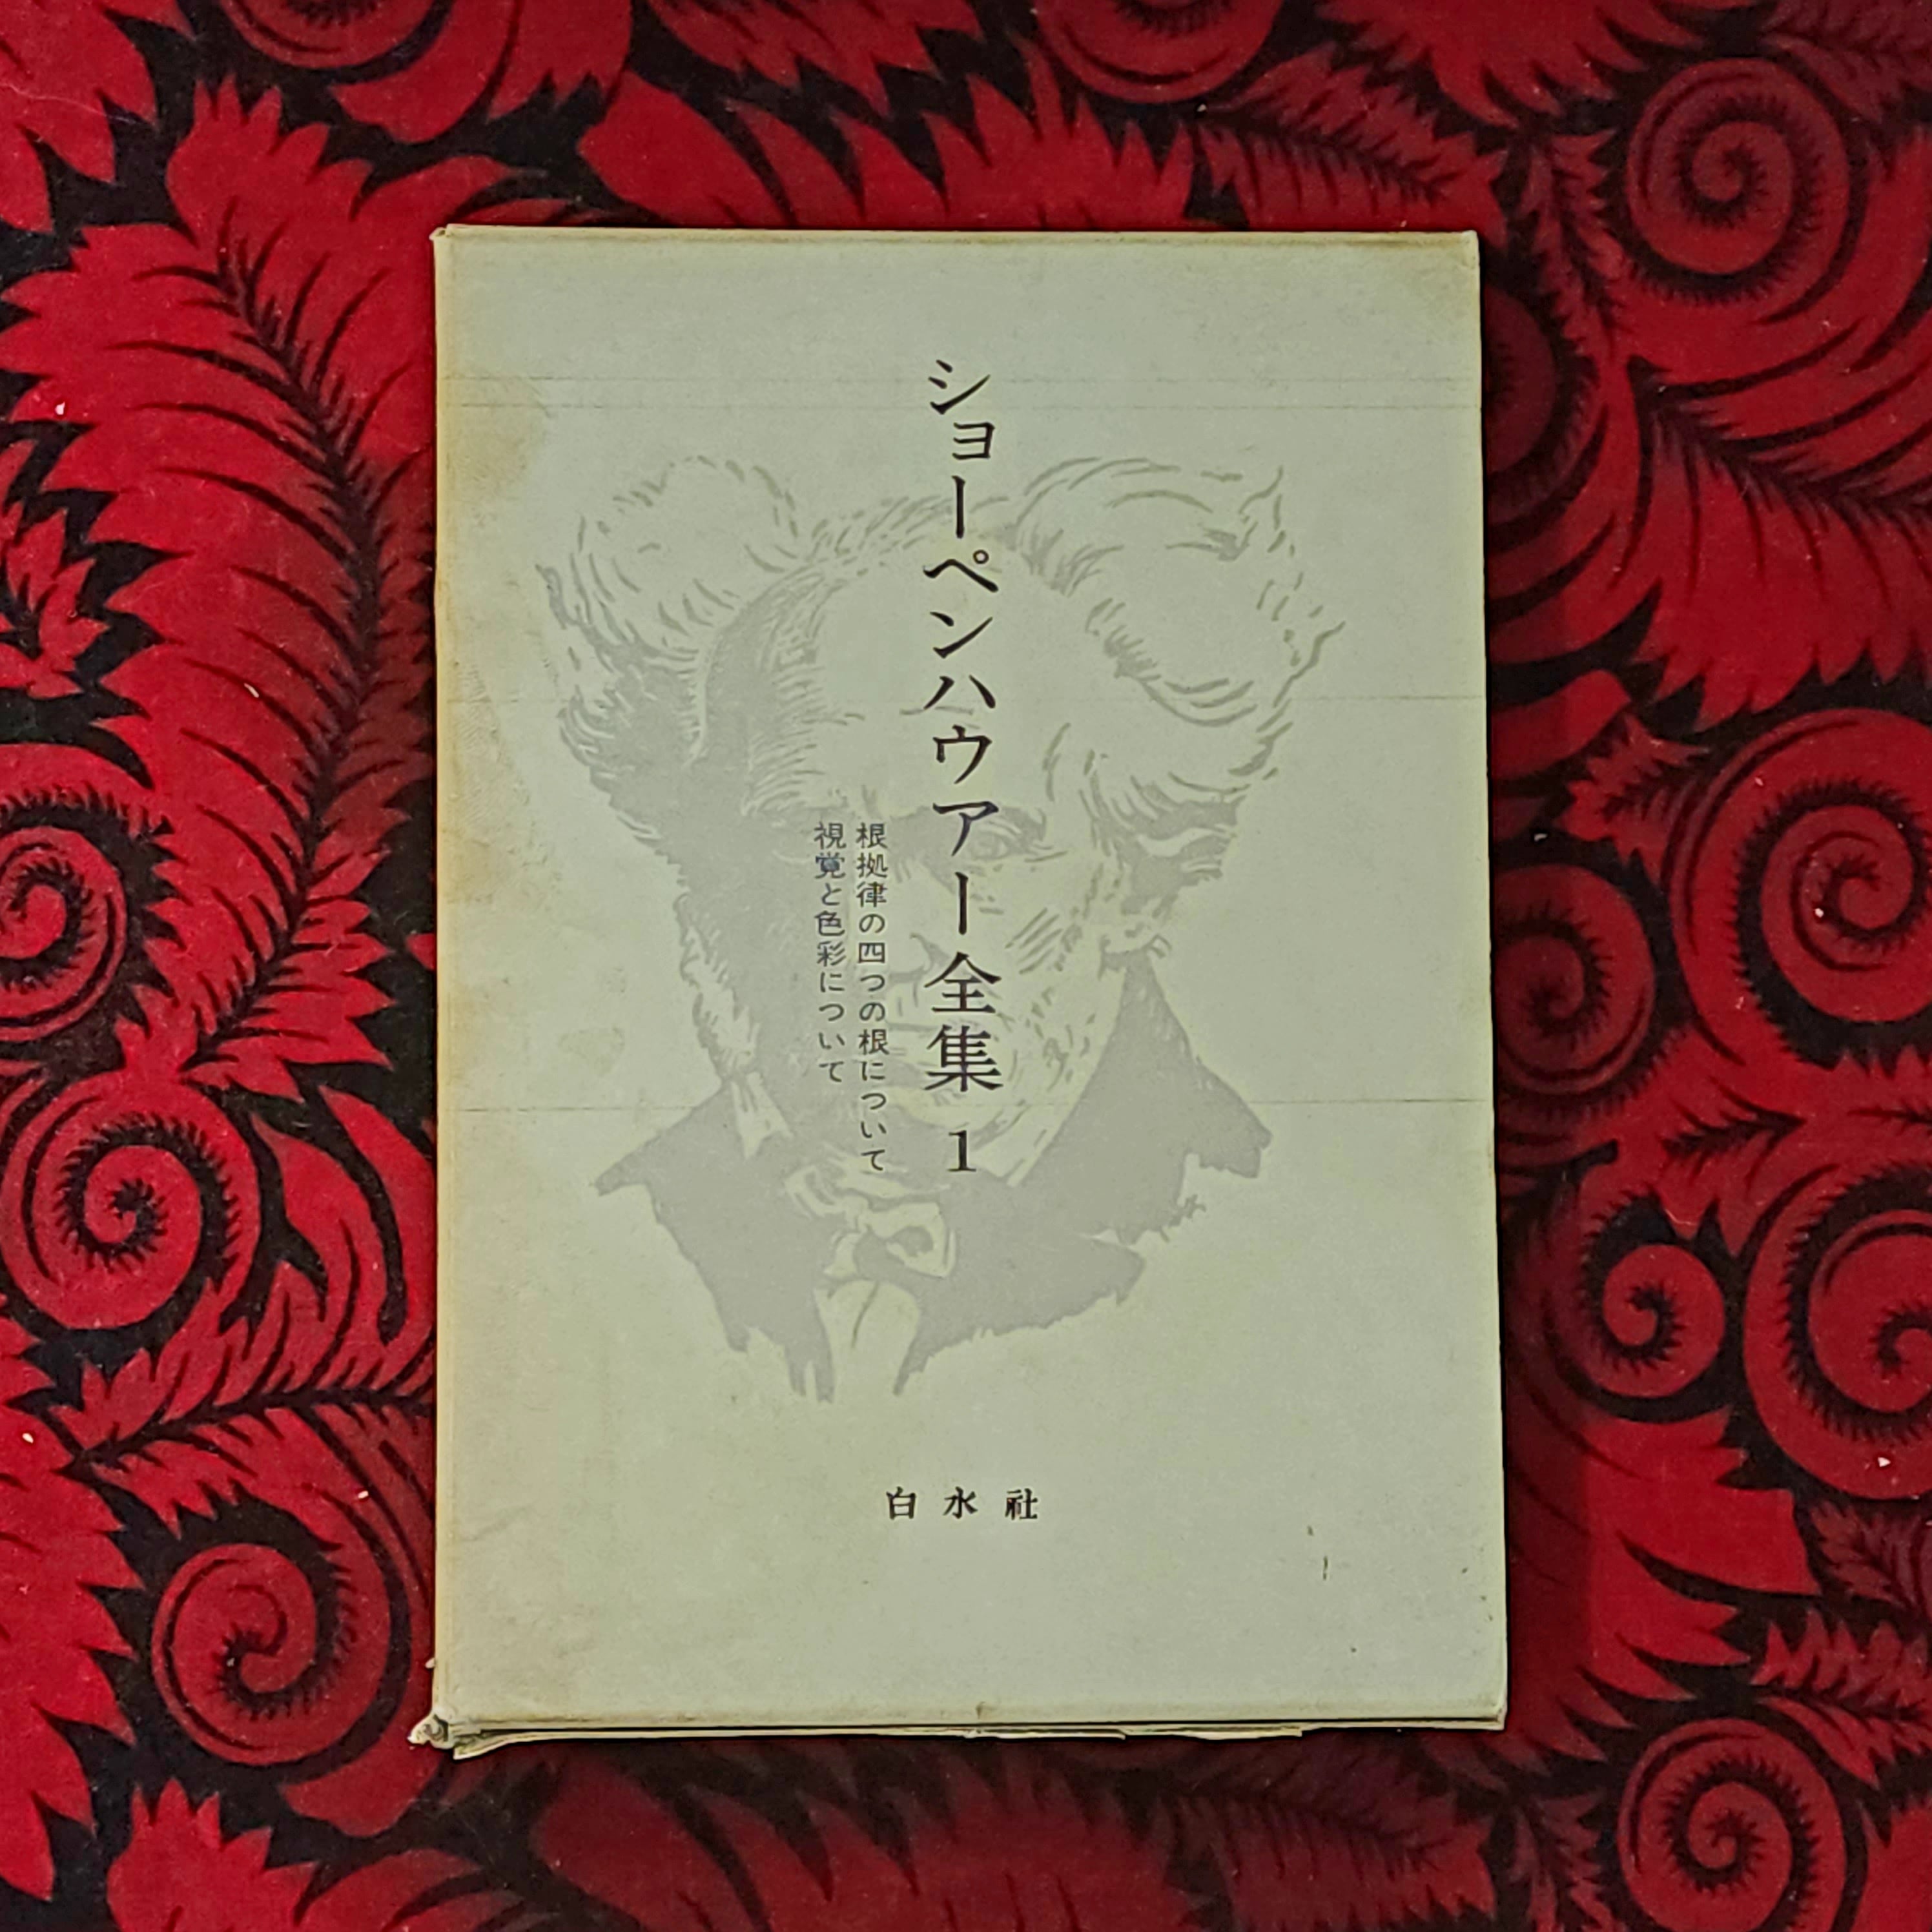 ショーペンハウアー全集 1
根拠律の四つの根について
視覚と色彩について
白水社